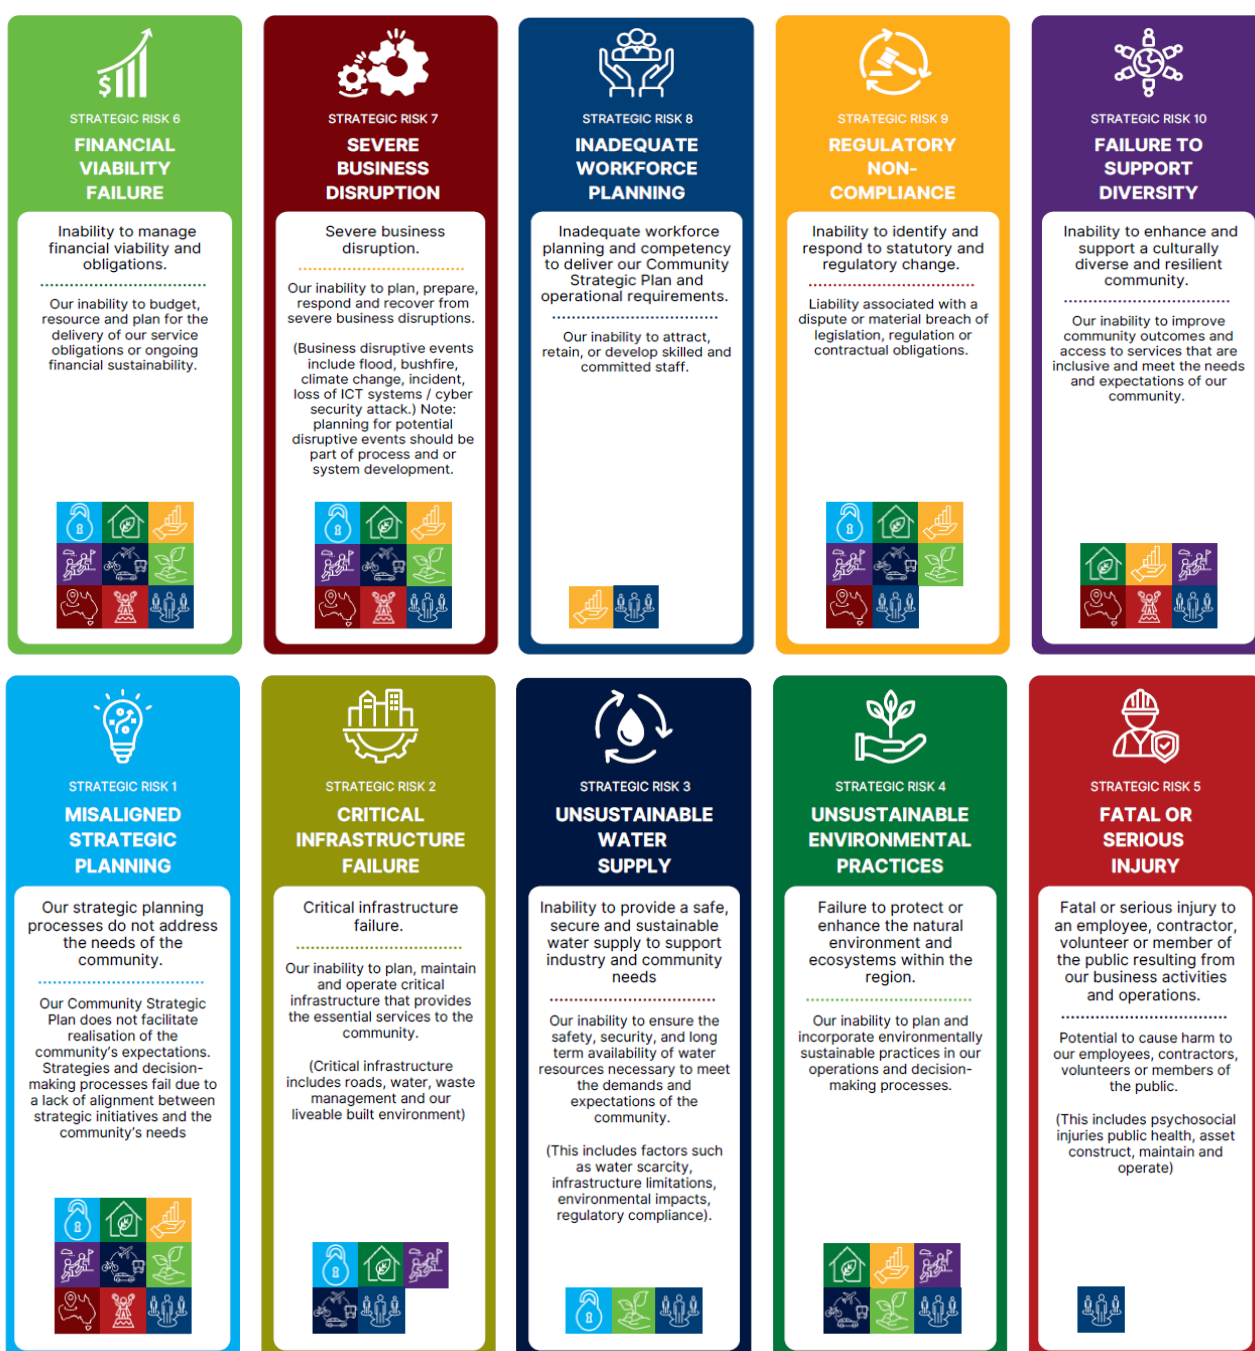 STRATEGIC RISK 6
FINANCIAL
VIABILITY
FAILURE
Inability to manage
financial viability and
obligations.
Our inability to budget,
resource and plan for the
delivery of our service
obligations or ongoing
financial sustainability.
STRATEGIC RISK 7
SEVERE
BUSINESS
DISRUPTION
Severe business
disruption.
Our inability to plan, prepare,
respond and recover from
severe business disruptions.
(Business disruptive events
include flood, bushfire,
climate change, incident,
loss of ICT systems / cyber
security attack.) Note:
planning for potential
disruptive events should be
part of process and or
system development.
STRATEGIC RISK 8
INADEQUATE
WORKFORCE
PLANNING
Inadequate workforce
planning and competency
to deliver our Community
Strategic Plan and
operational requirements.
Our inability to attract,
retain, or develop skilled and
committed staff.
STRATEGIC RISK 9
REGULATORY
NON-
COMPLIANCE
Inability to identify and
respond to statutory and
regulatory change.
Liability associated with a
dispute or material breach of
legislation, regulation or
contractual obligations.
STRATEGIC RISK 10
FAILURE TO
SUPPORT
DIVERSITY
Inability to enhance and
support a culturally
diverse and resilient
community.
Our inability to improve
community outcomes and
access to services that are
inclusive and meet the needs
and expectations of our
community.
STRATEGIC RISK 1
MISALIGNED
STRATEGIC
PLANNING
Our strategic planning
processes do not address
the needs of the
community.
Our Community Strategic
Plan does not facilitate
realisation of the
community's expectations.
Strategies and decision-
making processes fail due to
a lack of alignment between
strategic initiatives and the
community's needs
STRATEGIC RISK 2
CRITICAL
INFRASTRUCTURE
FAILURE
Critical infrastructure
failure.
Our inability to plan, maintain
and operate critical
infrastructure that provides
the essential services to the
community.
(Critical infrastructure
includes roads, water, waste
management and our
liveable built environment)
STRATEGIC RISK 3
UNSUSTAINABLE
WATER
SUPPLY
Inability to provide a safe,
secure and sustainable
water supply to support
industry and community
needs
Our inability to ensure the
safety, security, and long
term availability of water
resources necessary to meet
the demands and
expectations of the
community.
(This includes factors such
as water scarcity,
infrastructure limitations,
environmental impacts,
regulatory compliance).
STRATEGIC RISK 4
UNSUSTAINABLE
ENVIRONMENTAL
PRACTICES
Failure to protect or
enhance the natural
environment and
ecosystems within the
region.
Our inability to plan and
incorporate environmentally
sustainable practices in our
operations and decision-
making processes.
STRATEGIC RISK 5
FATAL OR
SERIOUS
INJURY
Fatal or serious injury to
an employee, contractor,
volunteer or member of
the public resulting from
our business activities
and operations.
Potential to cause harm to
our employees, contractors,
volunteers or members of
the public.
(This includes psychosocial
injuries public health, asset
construct, maintain and
operate)